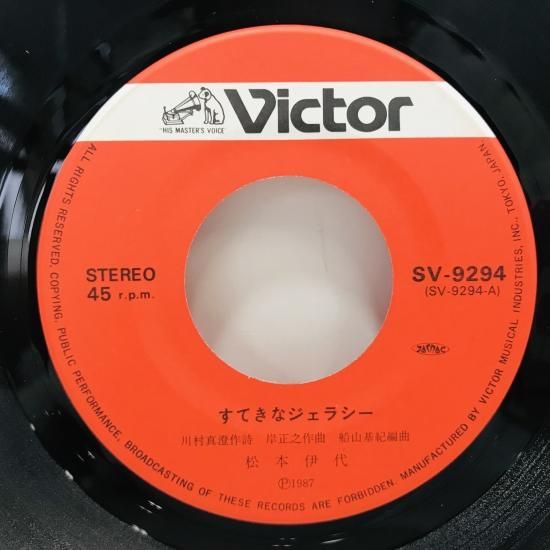 "HIS MASTER'S VOICE"
Victor
STEREO
45 r.p.m.
SV-9294
(SV-9294-A)
すてきなジェラシー
川村真澄作詩 岸正之作曲 船山基紀編曲
松本伊代
Ⓟ1987
ALL RIGHTS RESERVED, COPYING, PUBLIC PERFORMANCE, BROADCASTING OF THESE RECORDS ARE FORBIDDEN. MANUFACTURED BY VICTOR MUSICAL INDUSTRIES, INC., TOKYO, JAPAN.